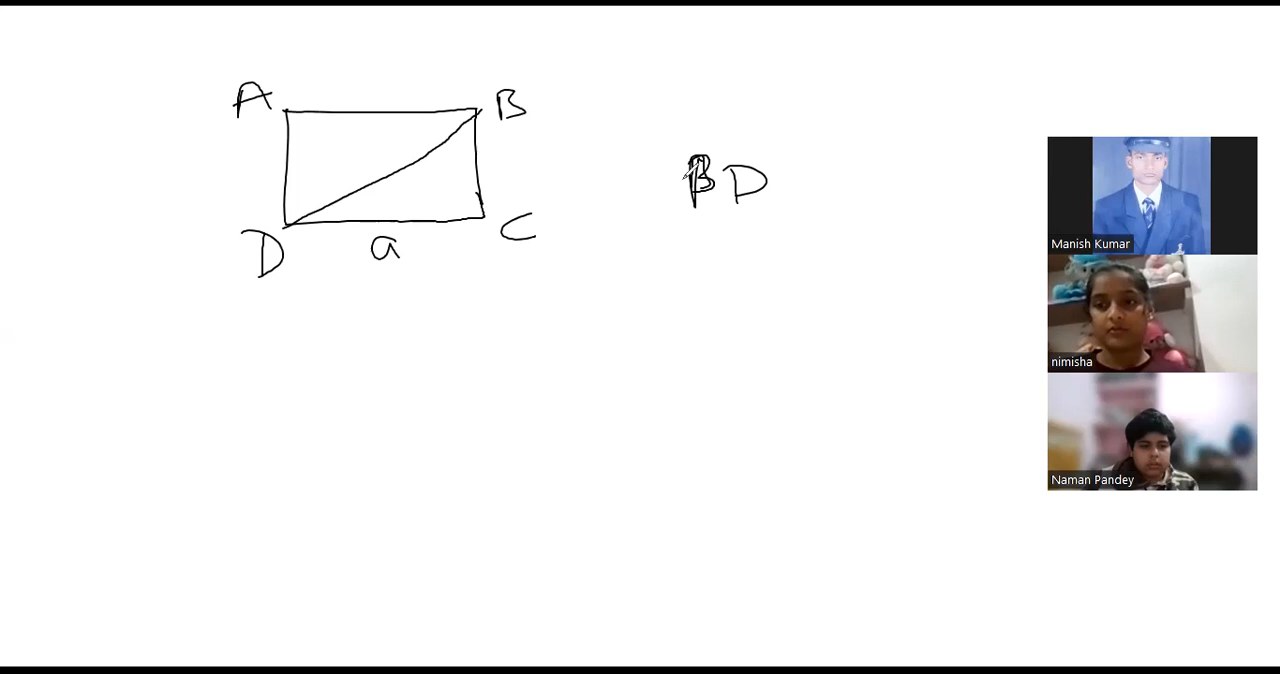 A B
BD
D a C
Manish Kumar
nimisha
Naman Pandey